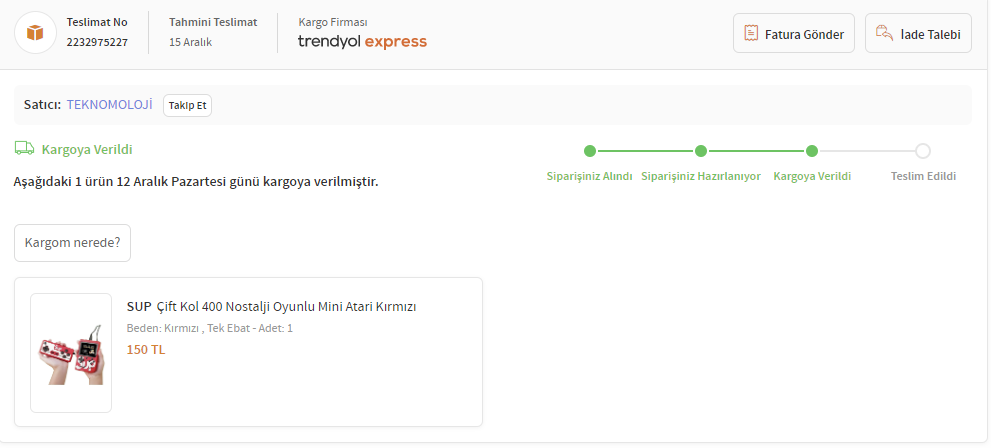 Teslimat No
2232975227
Tahmini Teslimat
15 Aralık
Kargo Firması
trendyol express
Fatura Gönder
İade Talebi
Satıcı: TEKNOMOLOJİ Takip Et
Kargoya Verildi
Aşağıdaki 1 ürün 12 Aralık Pazartesi günü kargoya verilmiştir.
Siparişiniz Alındı
Siparişiniz Hazırlanıyor
Kargoya Verildi
Teslim Edildi
Kargom nerede?
SUP Çift Kol 400 Nostalji Oyunlu Mini Atari Kırmızı
Beden: Kırmızı , Tek Ebat - Adet: 1
150 TL
SUP